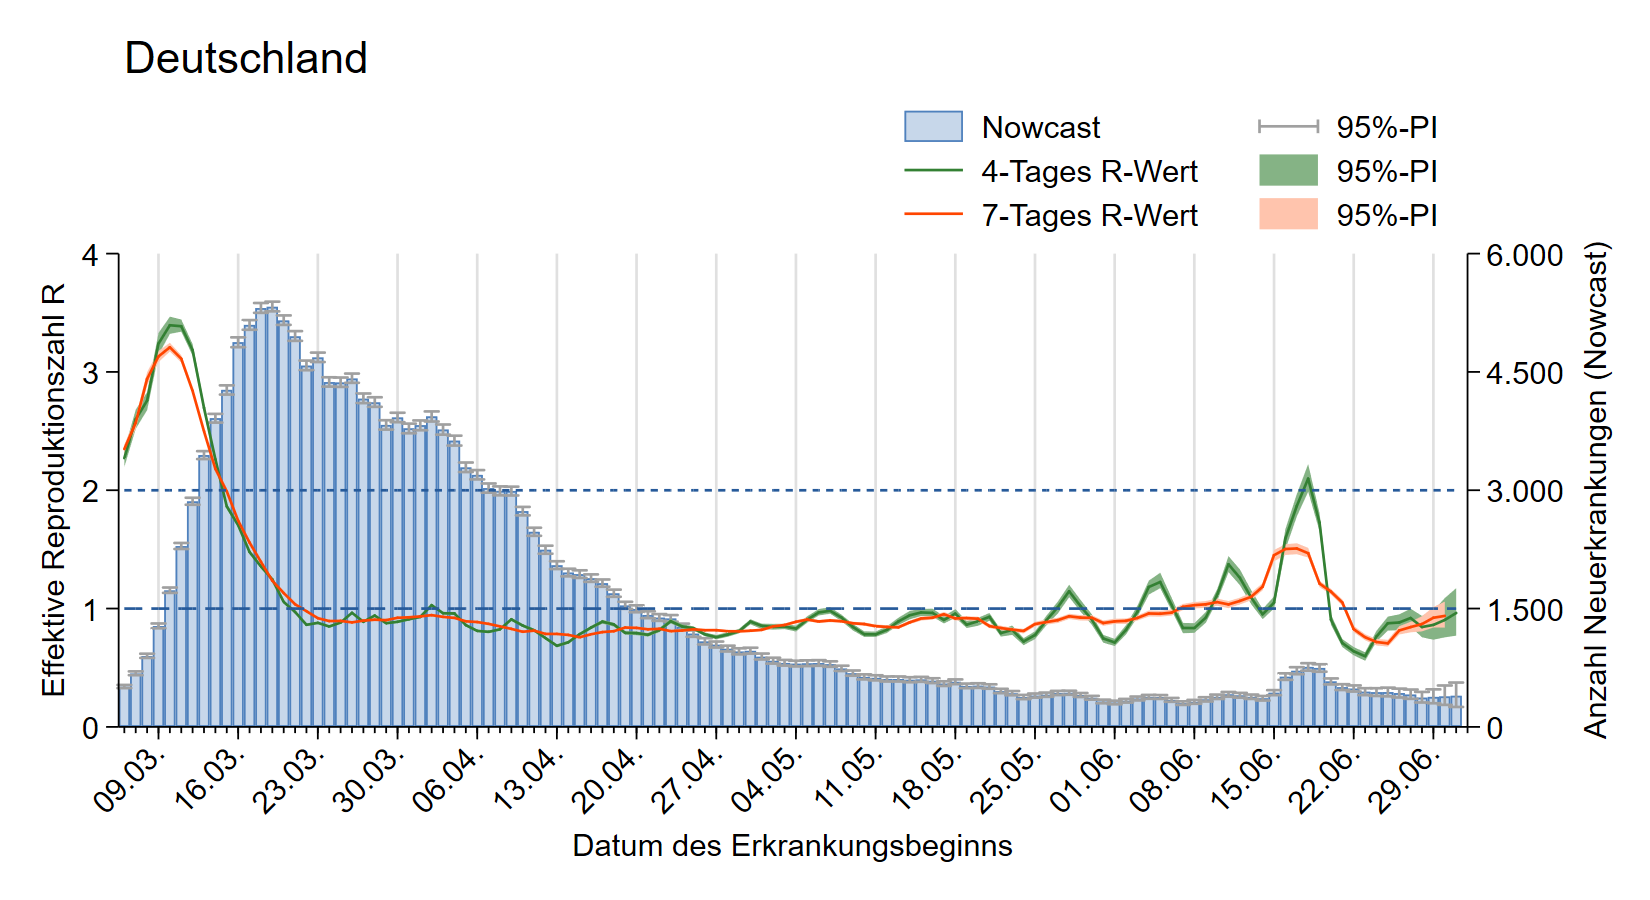 Deutschland
Nowcast 95%-PI
4-Tages R-Wert 95%-PI
7-Tages R-Wert 95%-PI
Effektive Reproduktionszahl R
4
3
2
1
0
6.000
4.500
3.000
1.500
0
Anzahl Neuerkrankungen (Nowcast)
09.03. 16.03. 23.03. 30.03. 06.04. 13.04. 20.04. 27.04. 04.05. 11.05. 18.05. 25.05. 01.06. 08.06. 15.06. 22.06. 29.06.
Datum des Erkrankungsbeginns